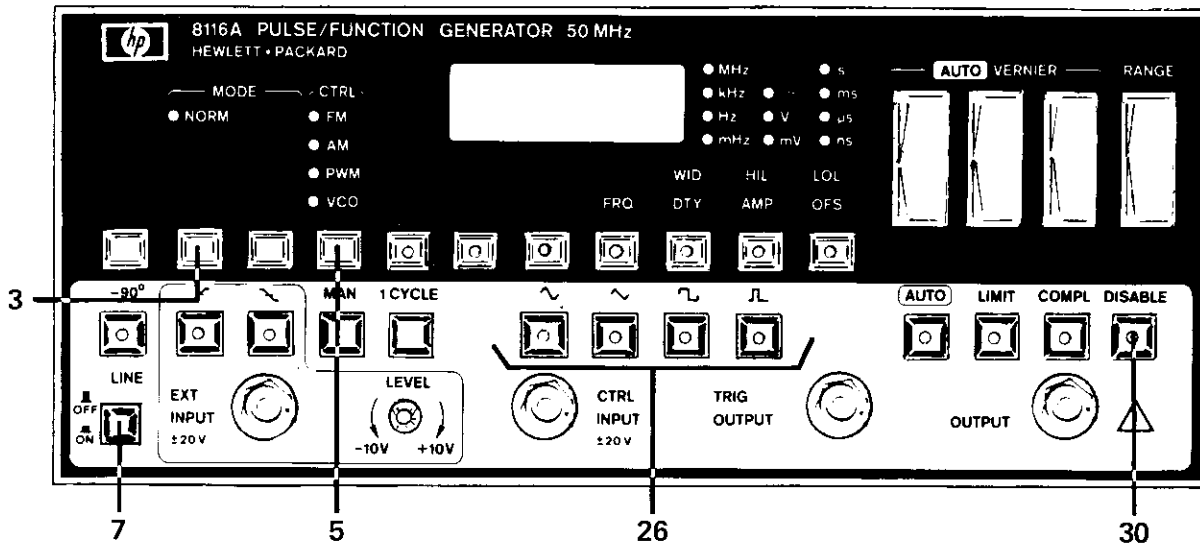 hp
8116A PULSE/FUNCTION GENERATOR 50 MHz
HEWLETT • PACKARD
MODE CTRL
NORM FM
AM
PWM
VCO
MHz s
kHz ms
Hz V µs
mHz mV ns
AUTO VERNIER RANGE
WID HIL LOL
FRQ DTY AMP OFS
3
-90° MAN 1 CYCLE
AUTO LIMIT COMPL DISABLE
LINE
OFF
ON
EXT
INPUT
±20V
LEVEL
-10V +10V
CTRL
INPUT
±20V
TRIG
OUTPUT
OUTPUT
7 5 26 30